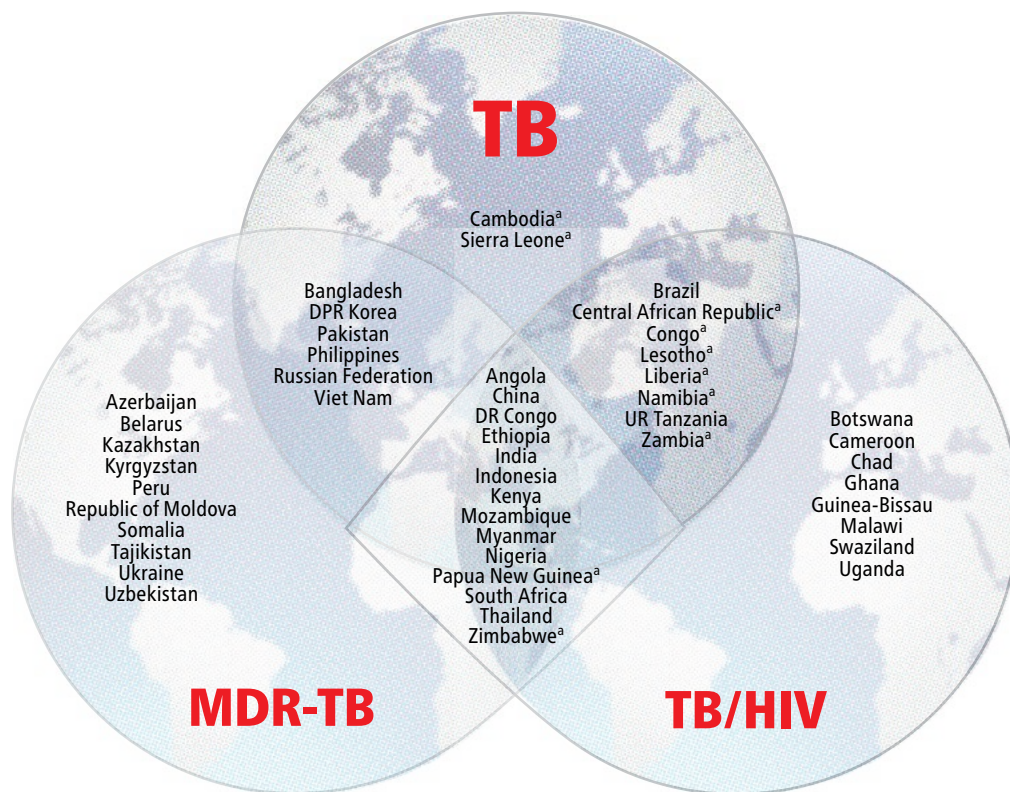 TB
Cambodiaᵃ
Sierra Leoneᵃ
Bangladesh
DPR Korea
Pakistan
Philippines
Russian Federation
Viet Nam
Brazil
Central African Republicᵃ
Congoᵃ
Lesothoᵃ
Liberiaᵃ
Namibiaᵃ
UR Tanzania
Zambiaᵃ
Angola
China
DR Congo
Ethiopia
India
Indonesia
Kenya
Mozambique
Myanmar
Nigeria
Papua New Guineaᵃ
South Africa
Thailand
Zimbabweᵃ
Azerbaijan
Belarus
Kazakhstan
Kyrgyzstan
Peru
Republic of Moldova
Somalia
Tajikistan
Ukraine
Uzbekistan
Botswana
Cameroon
Chad
Ghana
Guinea-Bissau
Malawi
Swaziland
Uganda
MDR-TB
TB/HIV